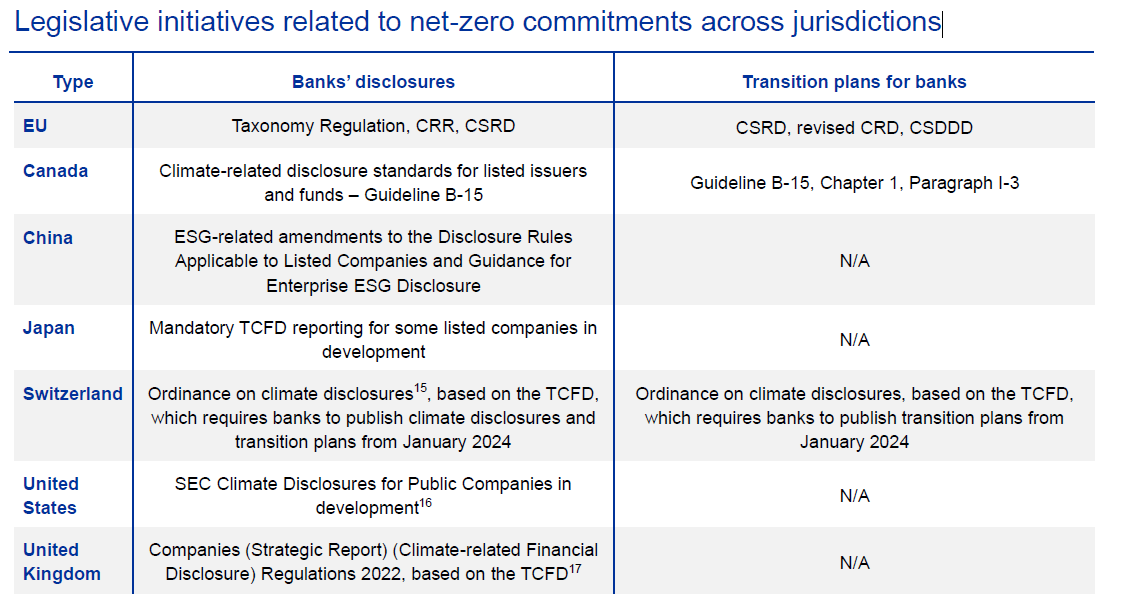 Legislative initiatives related to net-zero commitments across jurisdictions
Type Banks’ disclosures Transition plans for banks
EU Taxonomy Regulation, CRR, CSRD CSRD, revised CRD, CSDDD
Canada Climate-related disclosure standards for listed issuers
and funds – Guideline B-15 Guideline B-15, Chapter 1, Paragraph I-3
China ESG-related amendments to the Disclosure Rules
Applicable to Listed Companies and Guidance for
Enterprise ESG Disclosure N/A
Japan Mandatory TCFD reporting for some listed companies in
development N/A
Switzerland Ordinance on climate disclosures15, based on the TCFD,
which requires banks to publish climate disclosures and
transition plans from January 2024
Ordinance on climate disclosures, based on the TCFD,
which requires banks to publish transition plans from
January 2024
United
States
SEC Climate Disclosures for Public Companies in
development16
N/A
United
Kingdom
Companies (Strategic Report) (Climate-related Financial
Disclosure) Regulations 2022, based on the TCFD17
N/A